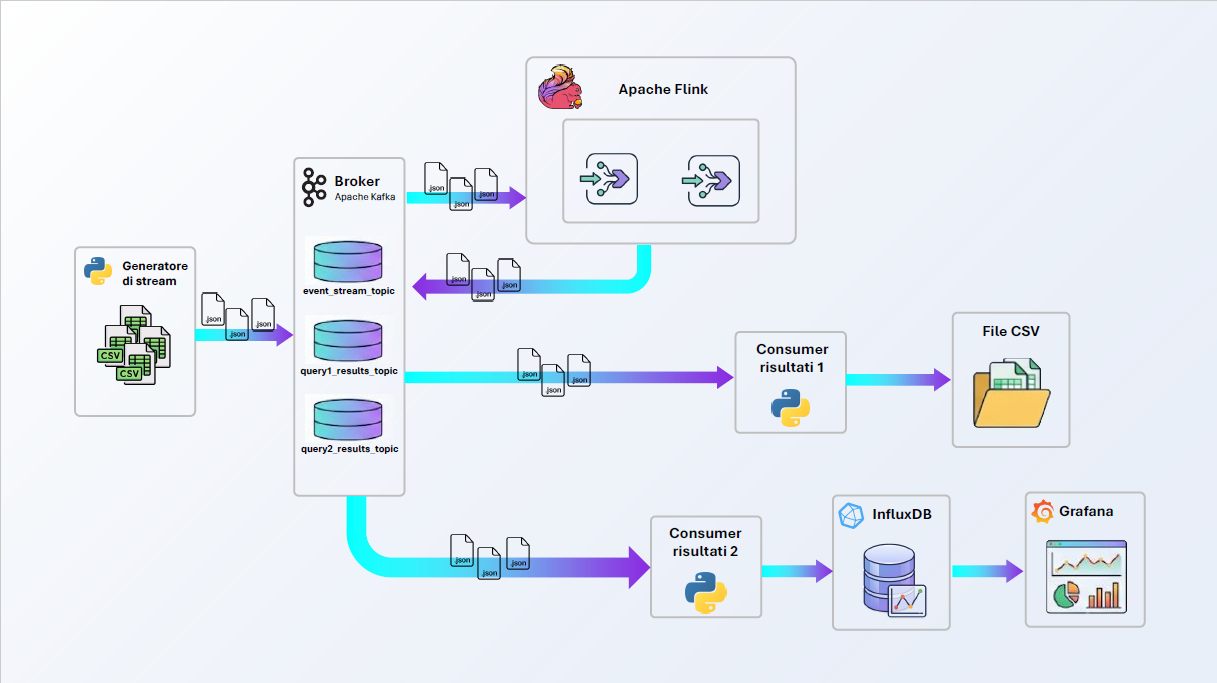 Apache Flink
Broker
Apache Kafka
.json
.json
.json
Generatore
di stream
CSV
CSV
.json
.json
.json
event_stream_topic
query1_results_topic
query2_results_topic
.json
.json
.json
.json
.json
.json
Consumer
risultati 1
File CSV
.json
.json
.json
Consumer
risultati 2
InfluxDB
Grafana